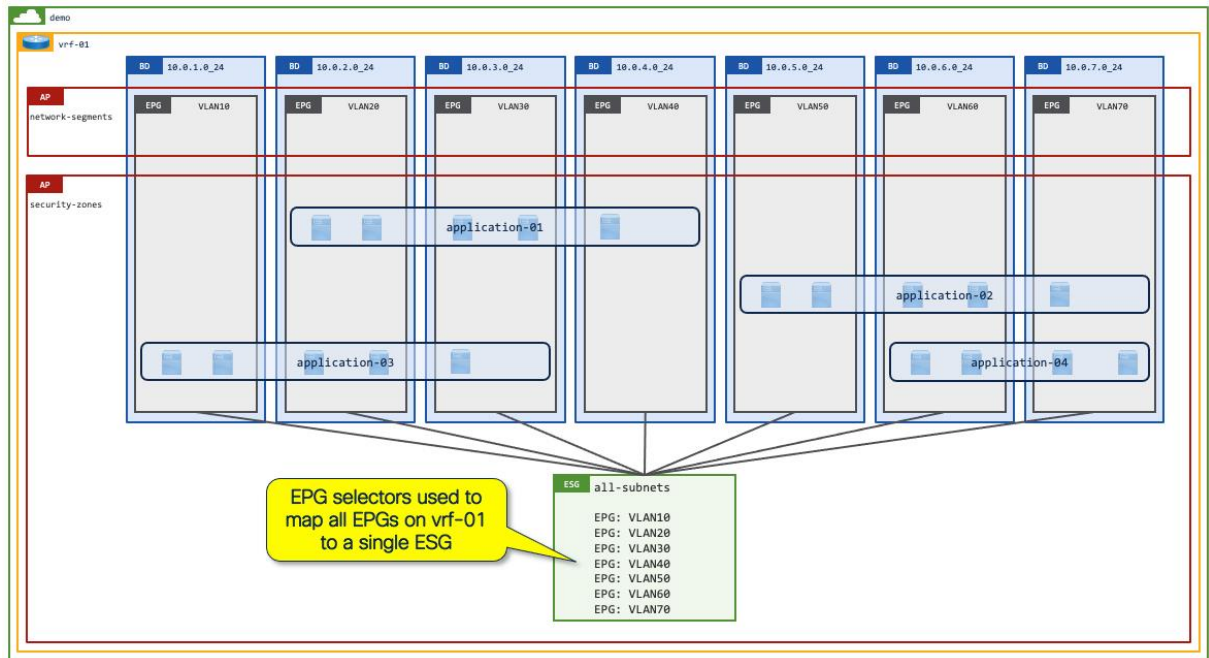 demo
vrf-01
BD 10.0.1.0_24
BD 10.0.2.0_24
BD 10.0.3.0_24
BD 10.0.4.0_24
BD 10.0.5.0_24
BD 10.0.6.0_24
BD 10.0.7.0_24
AP
network-segments
EPG VLAN10
EPG VLAN20
EPG VLAN30
EPG VLAN40
EPG VLAN50
EPG VLAN60
EPG VLAN70
AP
security-zones
application-01
application-02
application-03
application-04
ESG all-subnets
EPG: VLAN10
EPG: VLAN20
EPG: VLAN30
EPG: VLAN40
EPG: VLAN50
EPG: VLAN60
EPG: VLAN70
EPG selectors used to
map all EPGs on vrf-01
to a single ESG